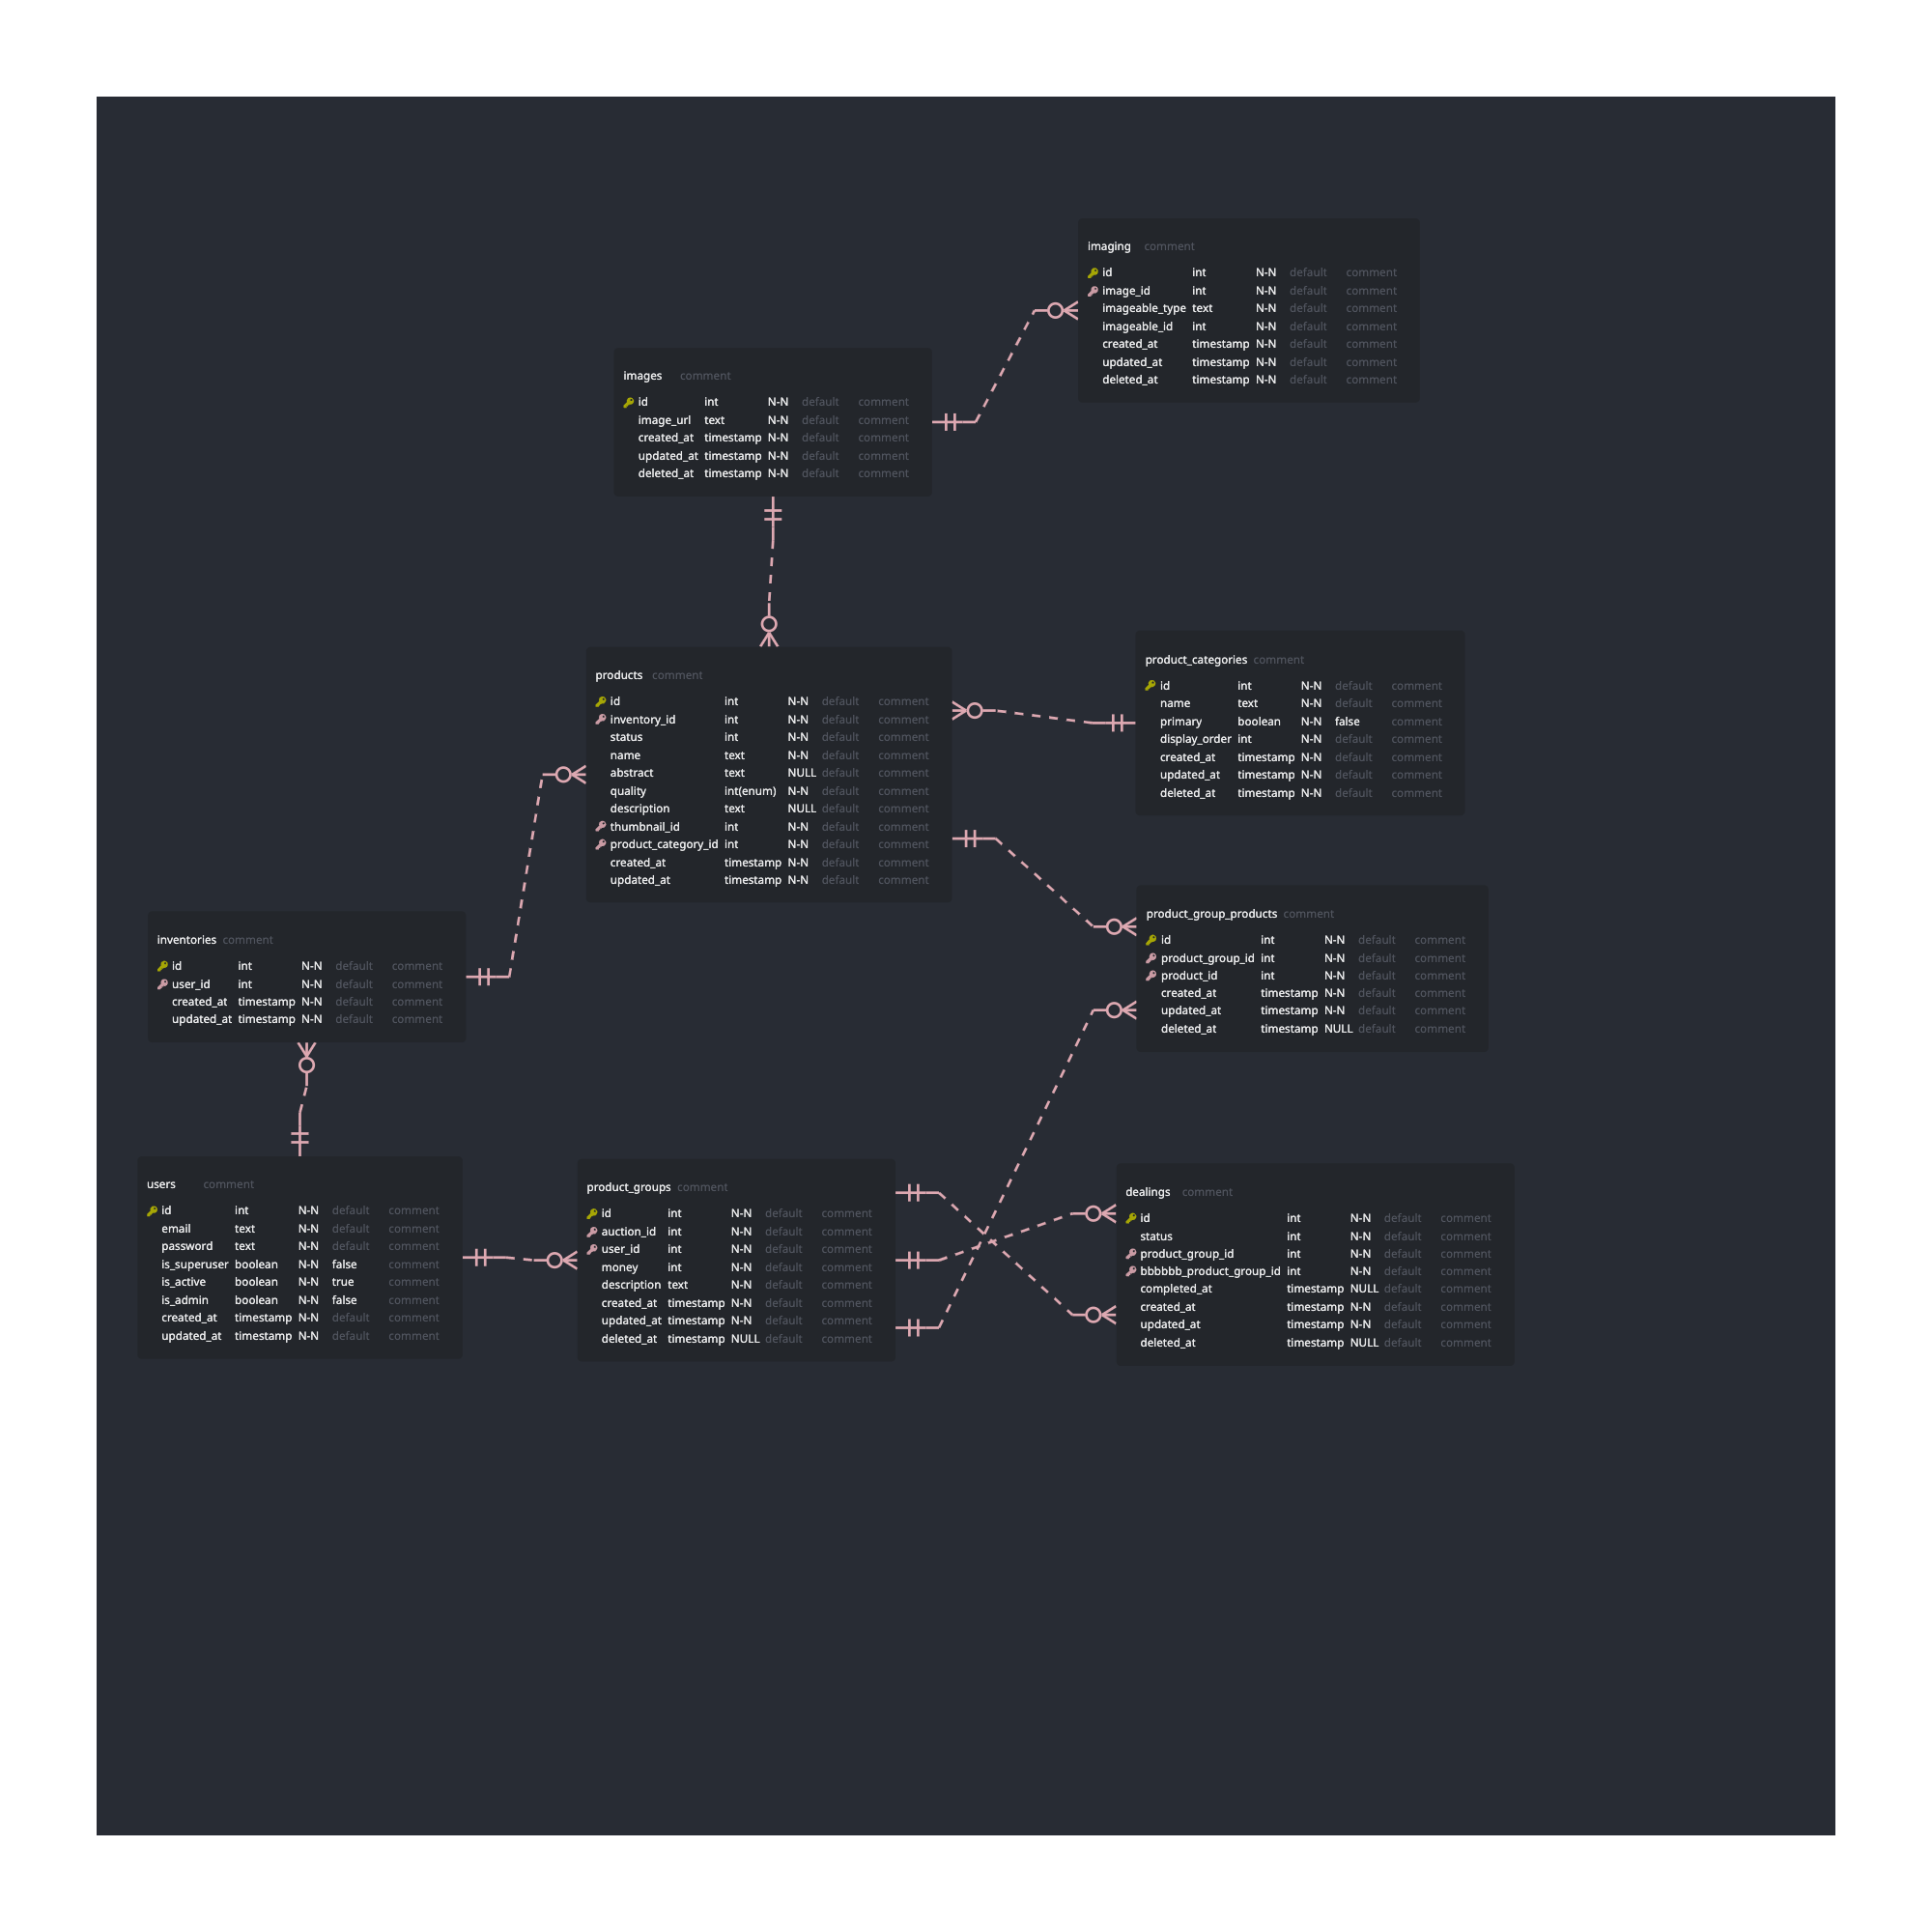 imaging comment
id int N-N default comment
image_id int N-N default comment
imageable_type text N-N default comment
imageable_id int N-N default comment
created_at timestamp N-N default comment
updated_at timestamp N-N default comment
deleted_at timestamp N-N default comment
images comment
id int N-N default comment
image_url text N-N default comment
created_at timestamp N-N default comment
updated_at timestamp N-N default comment
deleted_at timestamp N-N default comment
products comment
id int N-N default comment
inventory_id int N-N default comment
status int N-N default comment
name text N-N default comment
abstract text NULL default comment
quality int(enum) N-N default comment
description text NULL default comment
thumbnail_id int N-N default comment
product_category_id int N-N default comment
created_at timestamp N-N default comment
updated_at timestamp N-N default comment
product_categories comment
id int N-N default comment
name text N-N default comment
primary boolean N-N false comment
display_order int N-N default comment
created_at timestamp N-N default comment
updated_at timestamp N-N default comment
deleted_at timestamp N-N default comment
product_group_products comment
id int N-N default comment
product_group_id int N-N default comment
product_id int N-N default comment
created_at timestamp N-N default comment
updated_at timestamp N-N default comment
deleted_at timestamp NULL default comment
inventories comment
id int N-N default comment
user_id int N-N default comment
created_at timestamp N-N default comment
updated_at timestamp N-N default comment
users comment
id int N-N default comment
email text N-N default comment
password text N-N default comment
is_superuser boolean N-N false comment
is_active boolean N-N true comment
is_admin boolean N-N false comment
created_at timestamp N-N default comment
updated_at timestamp N-N default comment
product_groups comment
id int N-N default comment
auction_id int N-N default comment
user_id int N-N default comment
money int N-N default comment
description text N-N default comment
created_at timestamp N-N default comment
updated_at timestamp N-N default comment
deleted_at timestamp NULL default comment
dealings comment
id int N-N default comment
status int N-N default comment
product_group_id int N-N default comment
bbbbbb_product_group_id int N-N default comment
completed_at timestamp NULL default comment
created_at timestamp N-N default comment
updated_at timestamp N-N default comment
deleted_at timestamp NULL default comment